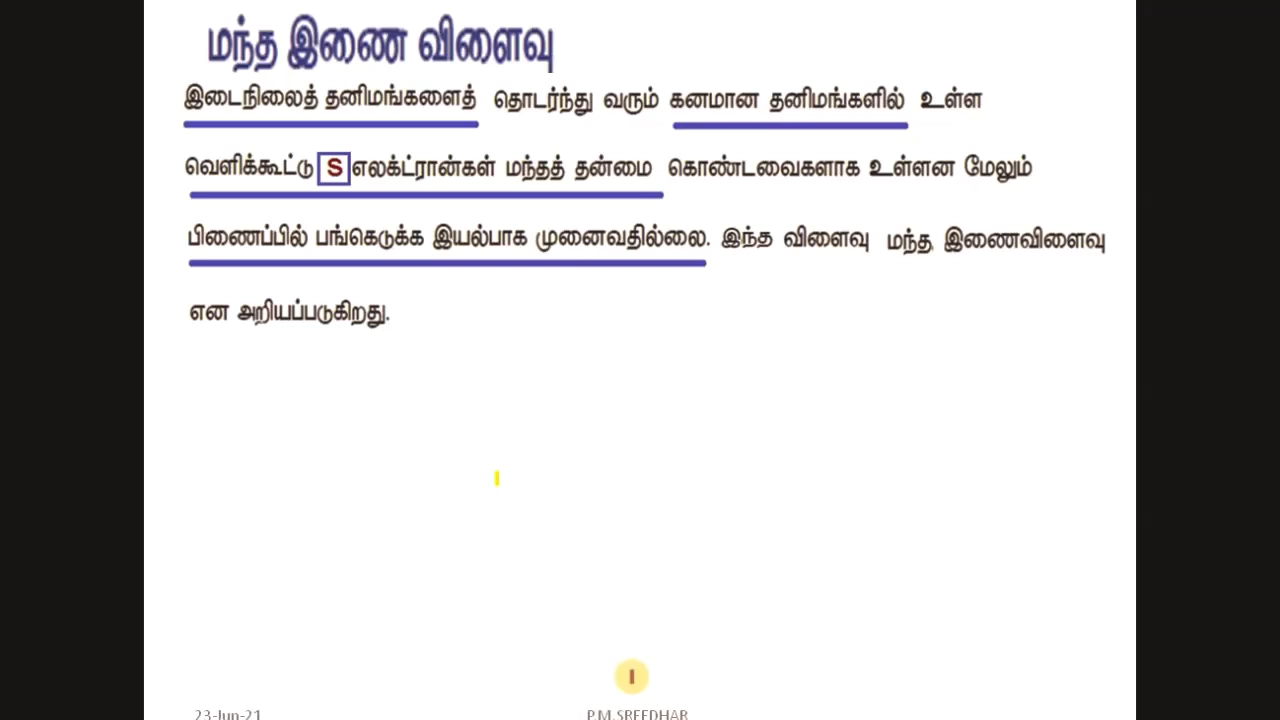 மந்த இணை விளைவு
இடைநிலைத் தனிமங்களைத் தொடர்ந்து வரும் கனமான தனிமங்களில் உள்ள
வெளிக்கூட்டு S எலக்ட்ரான்கள் மந்தத் தன்மை கொண்டவைகளாக உள்ளன மேலும்
பிணைப்பில் பங்கெடுக்க இயல்பாக முனைவதில்லை. இந்த விளைவு மந்த இணைவிளைவு
என அறியப்படுகிறது.
23-Jun-21 P.M.SREEDHAR